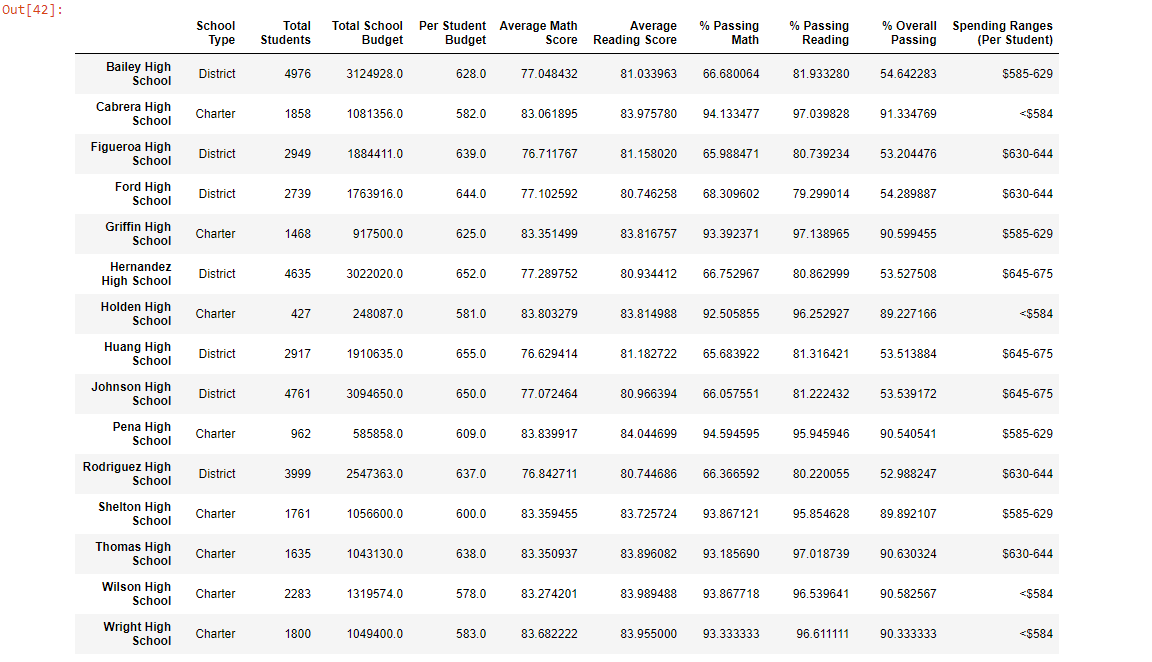 Out[42]:
School Type Total Students Total School Budget Per Student Budget Average Math Score Average Reading Score % Passing Math % Passing Reading % Overall Passing Spending Ranges (Per Student)
Bailey High School District 4976 3124928.0 628.0 77.048432 81.033963 66.680064 81.933280 54.642283 $585-629
Cabrera High School Charter 1858 1081356.0 582.0 83.061895 83.975780 94.133477 97.039828 91.334769 <$584
Figueroa High School District 2949 1884411.0 639.0 76.711767 81.158020 65.988471 80.739234 53.204476 $630-644
Ford High School District 2739 1763916.0 644.0 77.102592 80.746258 68.309602 79.299014 54.289887 $630-644
Griffin High School Charter 1468 917500.0 625.0 83.351499 83.816757 93.392371 97.138965 90.599455 $585-629
Hernandez High School District 4635 3022020.0 652.0 77.289752 80.934412 66.752967 80.862999 53.527508 $645-675
Holden High School Charter 427 248087.0 581.0 83.803279 83.814988 92.505855 96.252927 89.227166 <$584
Huang High School District 2917 1910635.0 655.0 76.629414 81.182722 65.683922 81.316421 53.513884 $645-675
Johnson High School District 4761 3094650.0 650.0 77.072464 80.966394 66.057551 81.222432 53.539172 $645-675
Pena High School Charter 962 585858.0 609.0 83.839917 84.044699 94.594595 95.945946 90.540541 $585-629
Rodriguez High School District 3999 2547363.0 637.0 76.842711 80.744686 66.366592 80.220055 52.988247 $630-644
Shelton High School Charter 1761 1056600.0 600.0 83.359455 83.725724 93.867121 95.854628 89.892107 $585-629
Thomas High School Charter 1635 1043130.0 638.0 83.350937 83.896082 93.185690 97.018739 90.630324 $630-644
Wilson High School Charter 2283 1319574.0 578.0 83.274201 83.989488 93.867718 96.539641 90.582567 <$584
Wright High School Charter 1800 1049400.0 583.0 83.682222 83.955000 93.333333 96.611111 90.333333 <$584